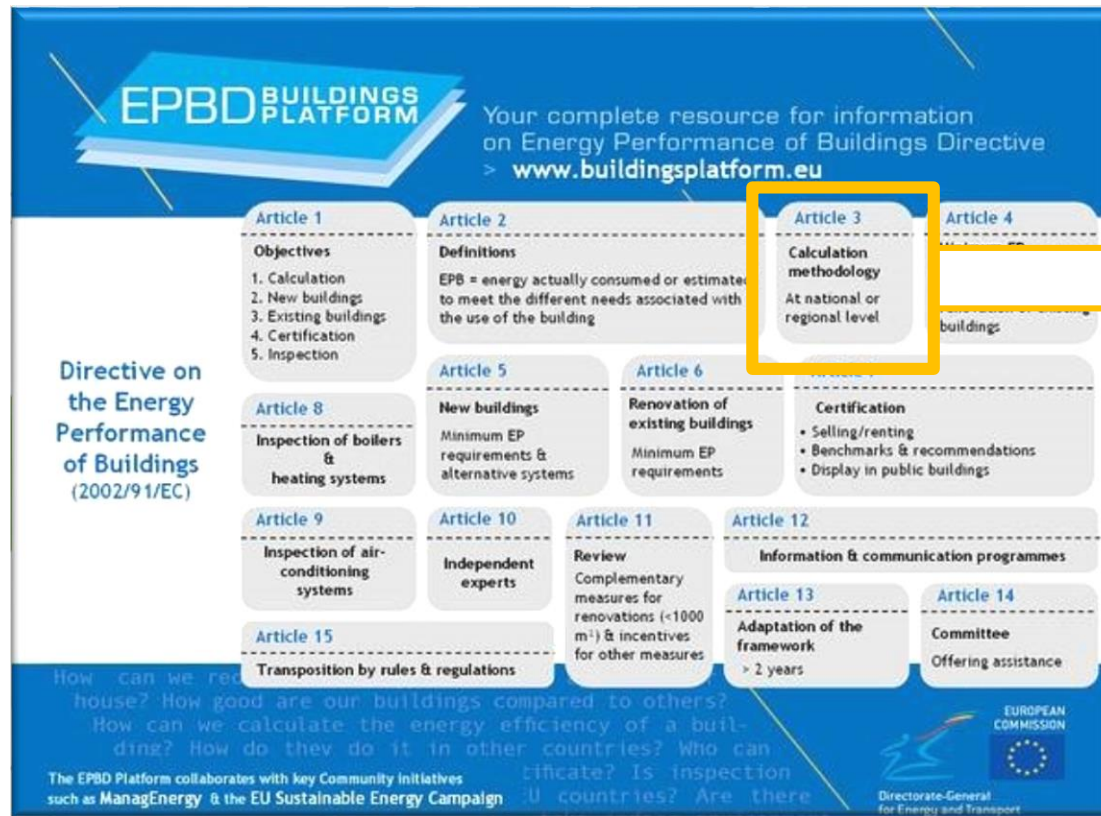 EPBD BUILDINGS
PLATFORM
Your complete resource for information
on Energy Performance of Buildings Directive
> www.buildingsplatform.eu
Directive on
the Energy
Performance
of Buildings
(2002/91/EC)
Article 1
Objectives
1. Calculation
2. New buildings
3. Existing buildings
4. Certification
5. Inspection
Article 2
Definitions
EPB = energy actually consumed or estimated
to meet the different needs associated with
the use of the building
Article 3
Calculation
methodology
At national or
regional level
Article 4
buildings
Article 5
New buildings
Minimum EP
requirements &
alternative systems
Article 6
Renovation of
existing buildings
Minimum EP
requirements
Certification
• Selling/renting
• Benchmarks & recommendations
• Display in public buildings
Article 8
Inspection of boilers
&
heating systems
Article 9
Inspection of air-
conditioning
systems
Article 10
Independent
experts
Article 11
Review
Complementary
measures for
renovations (<1000
m²) & incentives
for other measures
Article 12
Information & communication programmes
Article 13
Adaptation of the
framework
> 2 years
Article 14
Committee
Offering assistance
Article 15
Transposition by rules & regulations
How can we
house? How good are our buildings compared to others?
How can we calculate the energy efficiency of a buil-
ding? How do they do it in other countries? Who can
Is inspection
countries? Are there
The EPBD Platform collaborates with key Community initiatives
such as ManagEnergy & the EU Sustainable Energy Campaign
EUROPEAN
COMMISSION
Directorate-General
for Energy and Transport